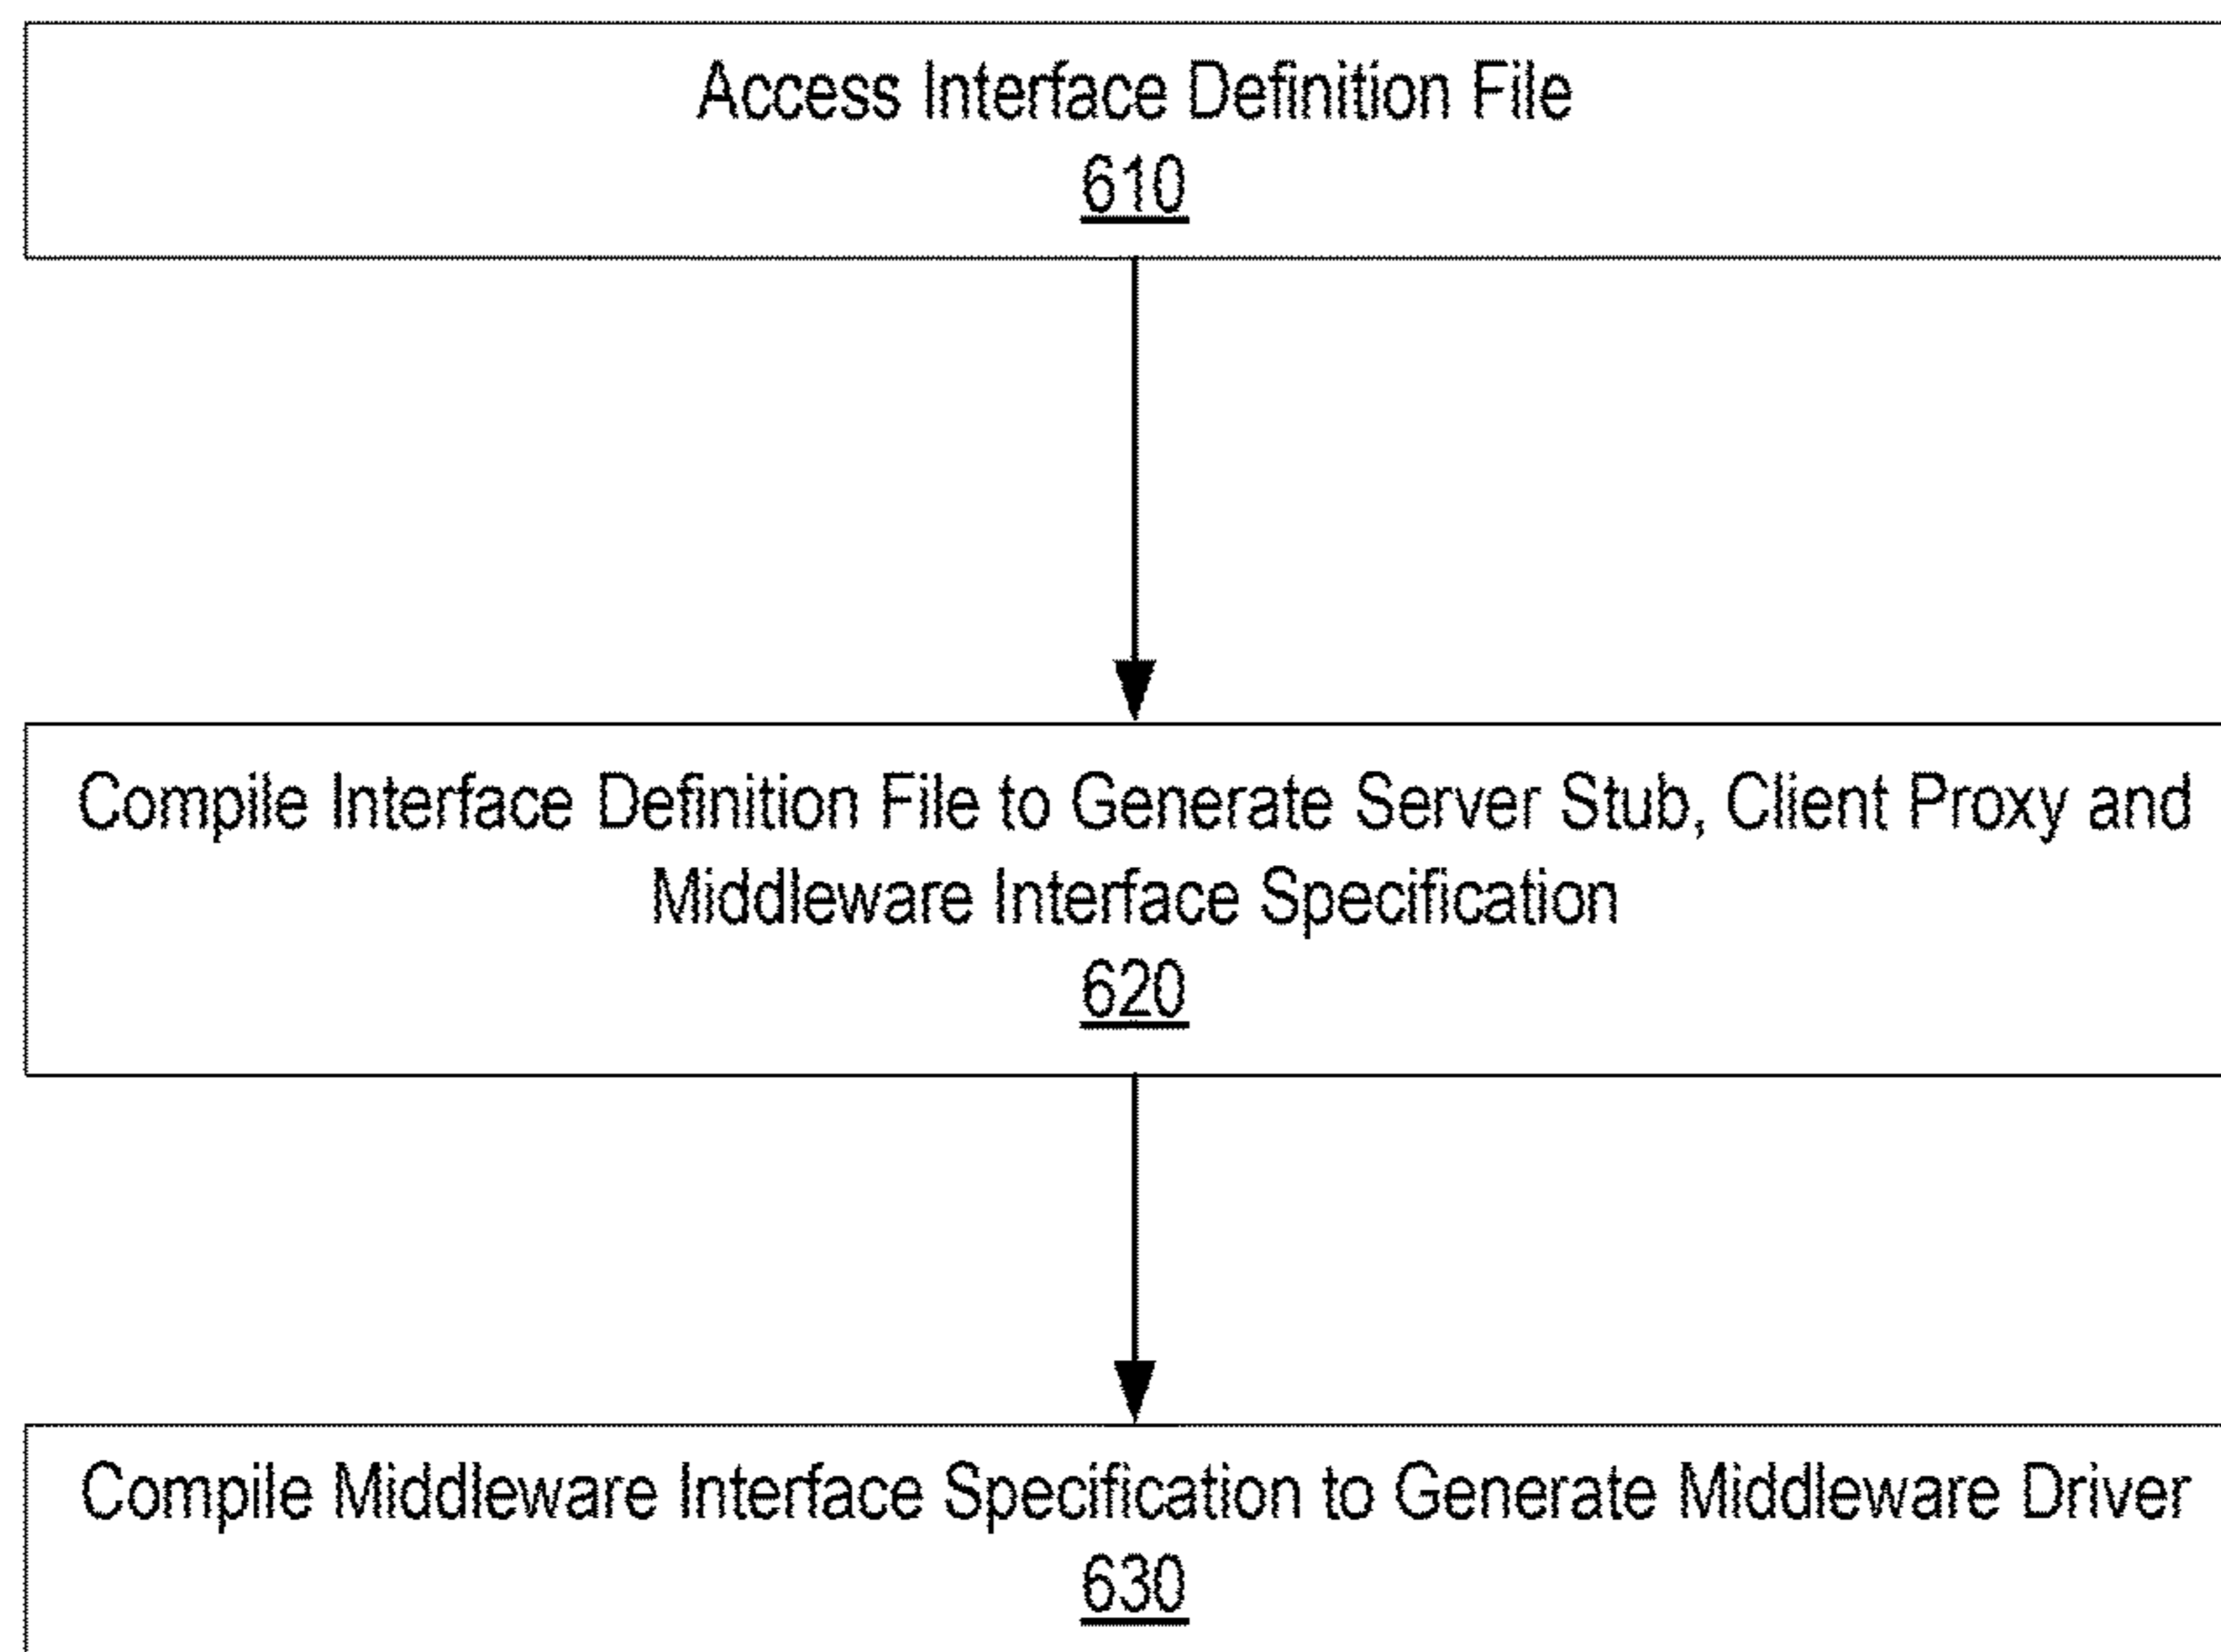 Access Interface Definition File
610
Compile Interface Definition File to Generate Server Stub, Client Proxy and
Middleware Interface Specification
620
Compile Middleware Interface Specification to Generate Middleware Driver
630